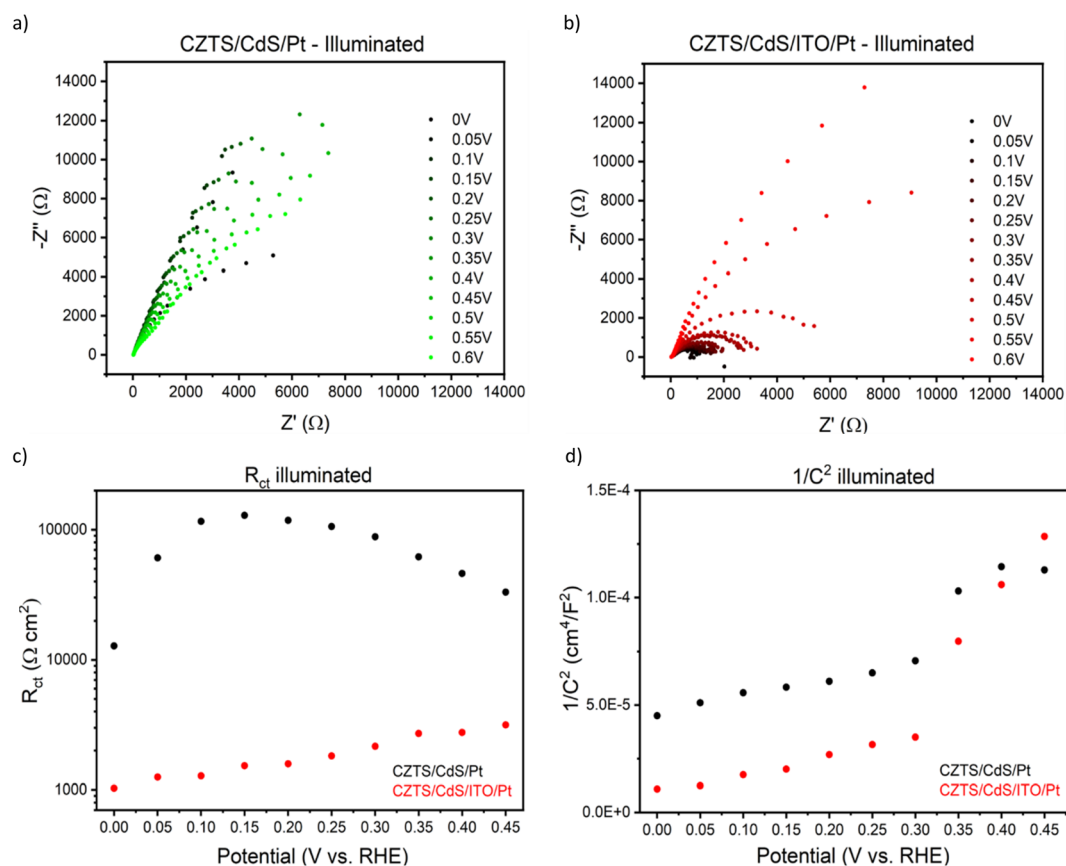 a)
CZTS/CdS/Pt - Illuminated
14000
12000
10000
8000
6000
4000
2000
0
-Z'' (Ω)
0V
0.05V
0.1V
0.15V
0.2V
0.25V
0.3V
0.35V
0.4V
0.45V
0.5V
0.55V
0.6V
0 2000 4000 6000 8000 10000 12000 14000
Z' (Ω)
b)
CZTS/CdS/ITO/Pt - Illuminated
14000
12000
10000
8000
6000
4000
2000
0
-Z'' (Ω)
0V
0.05V
0.1V
0.15V
0.2V
0.25V
0.3V
0.35V
0.4V
0.45V
0.5V
0.55V
0.6V
0 2000 4000 6000 8000 10000 12000 14000
Z' (Ω)
c)
R_ct illuminated
100000
10000
1000
R_ct (Ω cm²)
CZTS/CdS/Pt
CZTS/CdS/ITO/Pt
0.00 0.05 0.10 0.15 0.20 0.25 0.30 0.35 0.40 0.45
Potential (V vs. RHE)
d)
1/C² illuminated
1.5E-4
1.0E-4
5.0E-5
0.0E+0
1/C² (cm⁴/F²)
CZTS/CdS/Pt
CZTS/CdS/ITO/Pt
0.00 0.05 0.10 0.15 0.20 0.25 0.30 0.35 0.40 0.45
Potential (V vs. RHE)